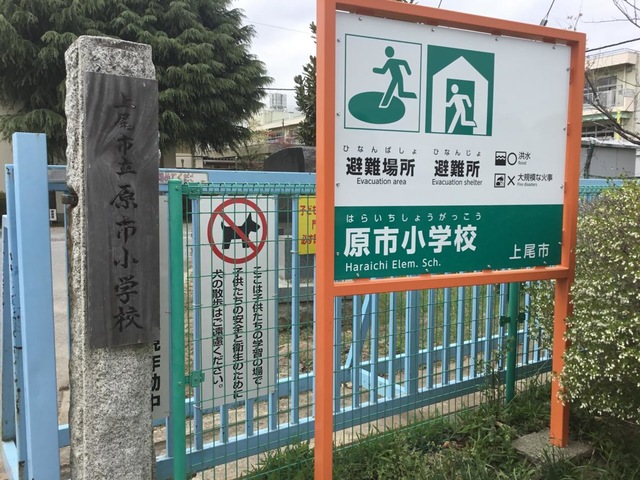 上尾市立原市小学校
ここは子供たちの学習の場で
子供たちの安全と衛生のために
犬の散歩はご遠慮ください。
ひなんばしょ
避難場所
Evacuation area
ひなんじょ
避難所
Evacuation shelter
洪水
flood
大規模な火事
Fire disasters
はらいちしょうがっこう
原市小学校
Haraichi Elem. Sch.
上尾市
作動中